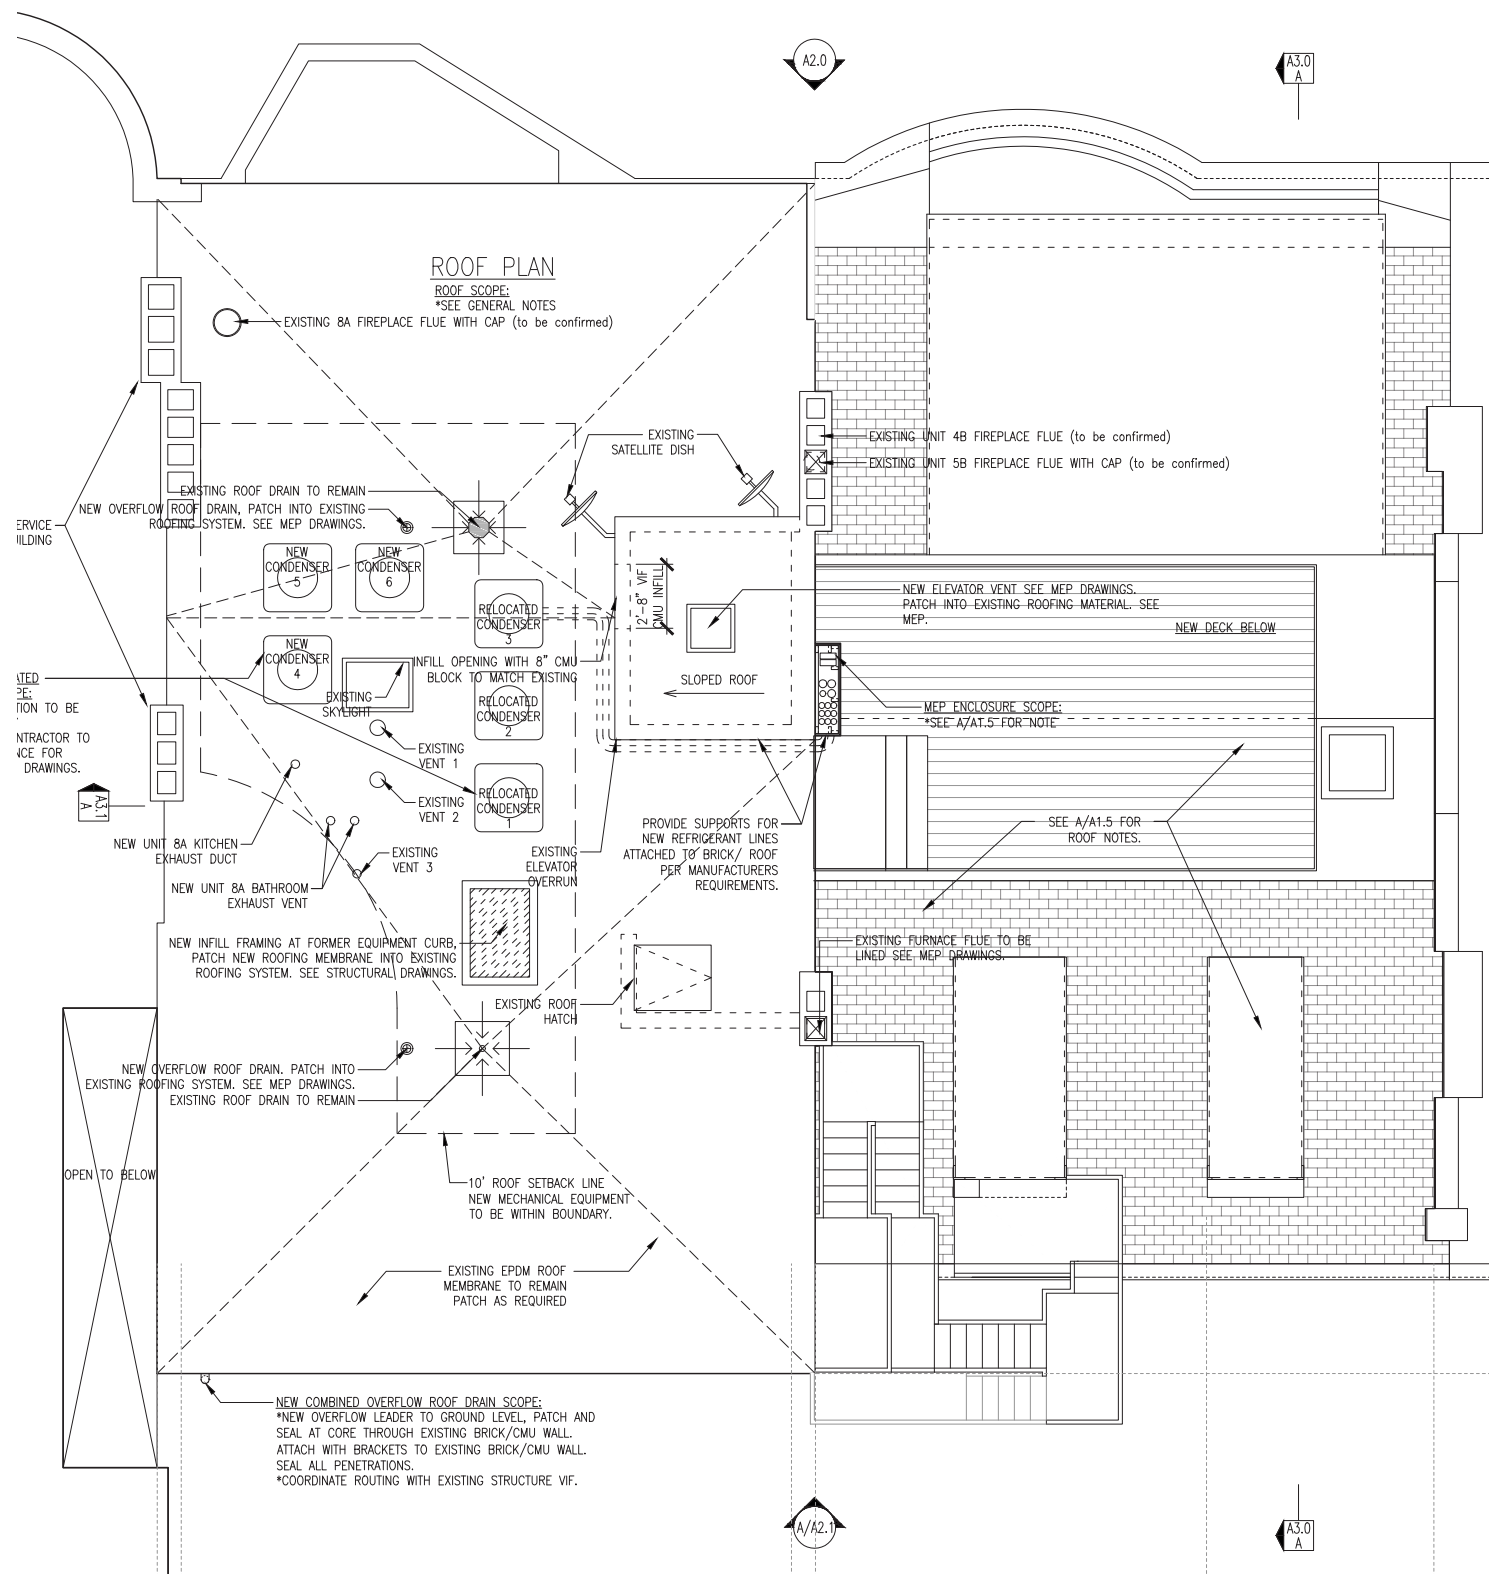 A2.0
A3.0
A
ROOF PLAN
ROOF SCOPE:
*SEE GENERAL NOTES
EXISTING 8A FIREPLACE FLUE WITH CAP (to be confirmed)
EXISTING
SATELLITE DISH
EXISTING UNIT 4B FIREPLACE FLUE (to be confirmed)
EXISTING UNIT 5B FIREPLACE FLUE WITH CAP (to be confirmed)
EXISTING ROOF DRAIN TO REMAIN
NEW OVERFLOW ROOF DRAIN, PATCH INTO EXISTING
ROOFING SYSTEM. SEE MEP DRAWINGS.
ERVICE
UILDING
NEW
CONDENSER
5
NEW
CONDENSER
6
RELOCATED
CONDENSER
3
2'-8" VIF
CMU INFILL
NEW ELEVATOR VENT SEE MEP DRAWINGS.
PATCH INTO EXISTING ROOFING MATERIAL. SEE
MEP.
NEW DECK BELOW
NEW
CONDENSER
4
INFILL OPENING WITH 8" CMU
BLOCK TO MATCH EXISTING
SLOPED ROOF
EXISTING
SKYLIGHT
RELOCATED
CONDENSER
2
MEP ENCLOSURE SCOPE:
*SEE A/A1.5 FOR NOTE
ATED
PE:
TION TO BE
NTRACTOR TO
NCE FOR
DRAWINGS.
EXISTING
VENT 1
EXISTING
VENT 2
RELOCATED
CONDENSER
1
A3.1
A
NEW UNIT 8A KITCHEN
EXHAUST DUCT
EXISTING
VENT 3
EXISTING
ELEVATOR
OVERRUN
PROVIDE SUPPORTS FOR
NEW REFRIGERANT LINES
ATTACHED TO BRICK/ ROOF
PER MANUFACTURERS
REQUIREMENTS.
SEE A/A1.5 FOR
ROOF NOTES.
NEW UNIT 8A BATHROOM
EXHAUST VENT
NEW INFILL FRAMING AT FORMER EQUIPMENT CURB,
PATCH NEW ROOFING MEMBRANE INTO EXISTING
ROOFING SYSTEM. SEE STRUCTURAL DRAWINGS.
EXISTING FURNACE FLUE TO BE
LINED SEE MEP DRAWINGS.
EXISTING ROOF
HATCH
NEW OVERFLOW ROOF DRAIN. PATCH INTO
EXISTING ROOFING SYSTEM. SEE MEP DRAWINGS.
EXISTING ROOF DRAIN TO REMAIN
OPEN TO BELOW
10' ROOF SETBACK LINE
NEW MECHANICAL EQUIPMENT
TO BE WITHIN BOUNDARY.
EXISTING EPDM ROOF
MEMBRANE TO REMAIN
PATCH AS REQUIRED
NEW COMBINED OVERFLOW ROOF DRAIN SCOPE:
*NEW OVERFLOW LEADER TO GROUND LEVEL, PATCH AND
SEAL AT CORE THROUGH EXISTING BRICK/CMU WALL.
ATTACH WITH BRACKETS TO EXISTING BRICK/CMU WALL.
SEAL ALL PENETRATIONS.
*COORDINATE ROUTING WITH EXISTING STRUCTURE VIF.
A/A2.1
A3.0
A